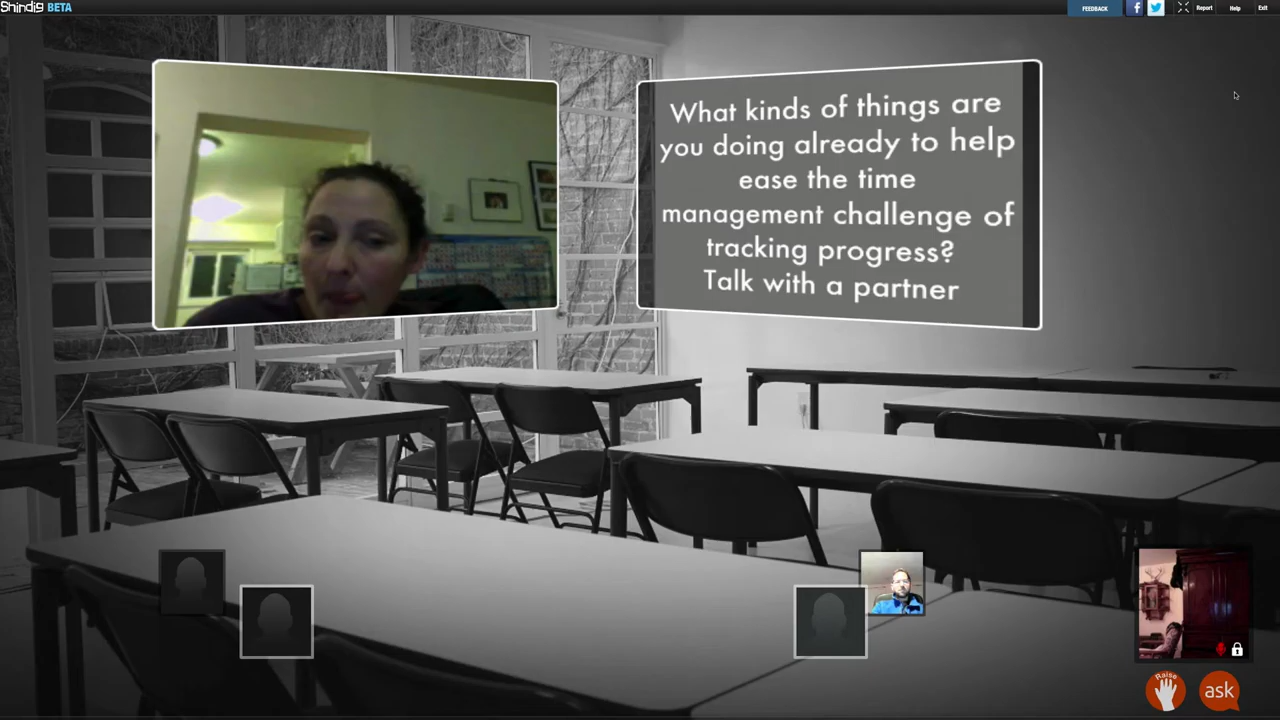 Shindig BETA
FEEDBACK
Report
Help
Exit
What kinds of things are
you doing already to help
ease the time
management challenge of
tracking progress?
Talk with a partner
Raise
ask